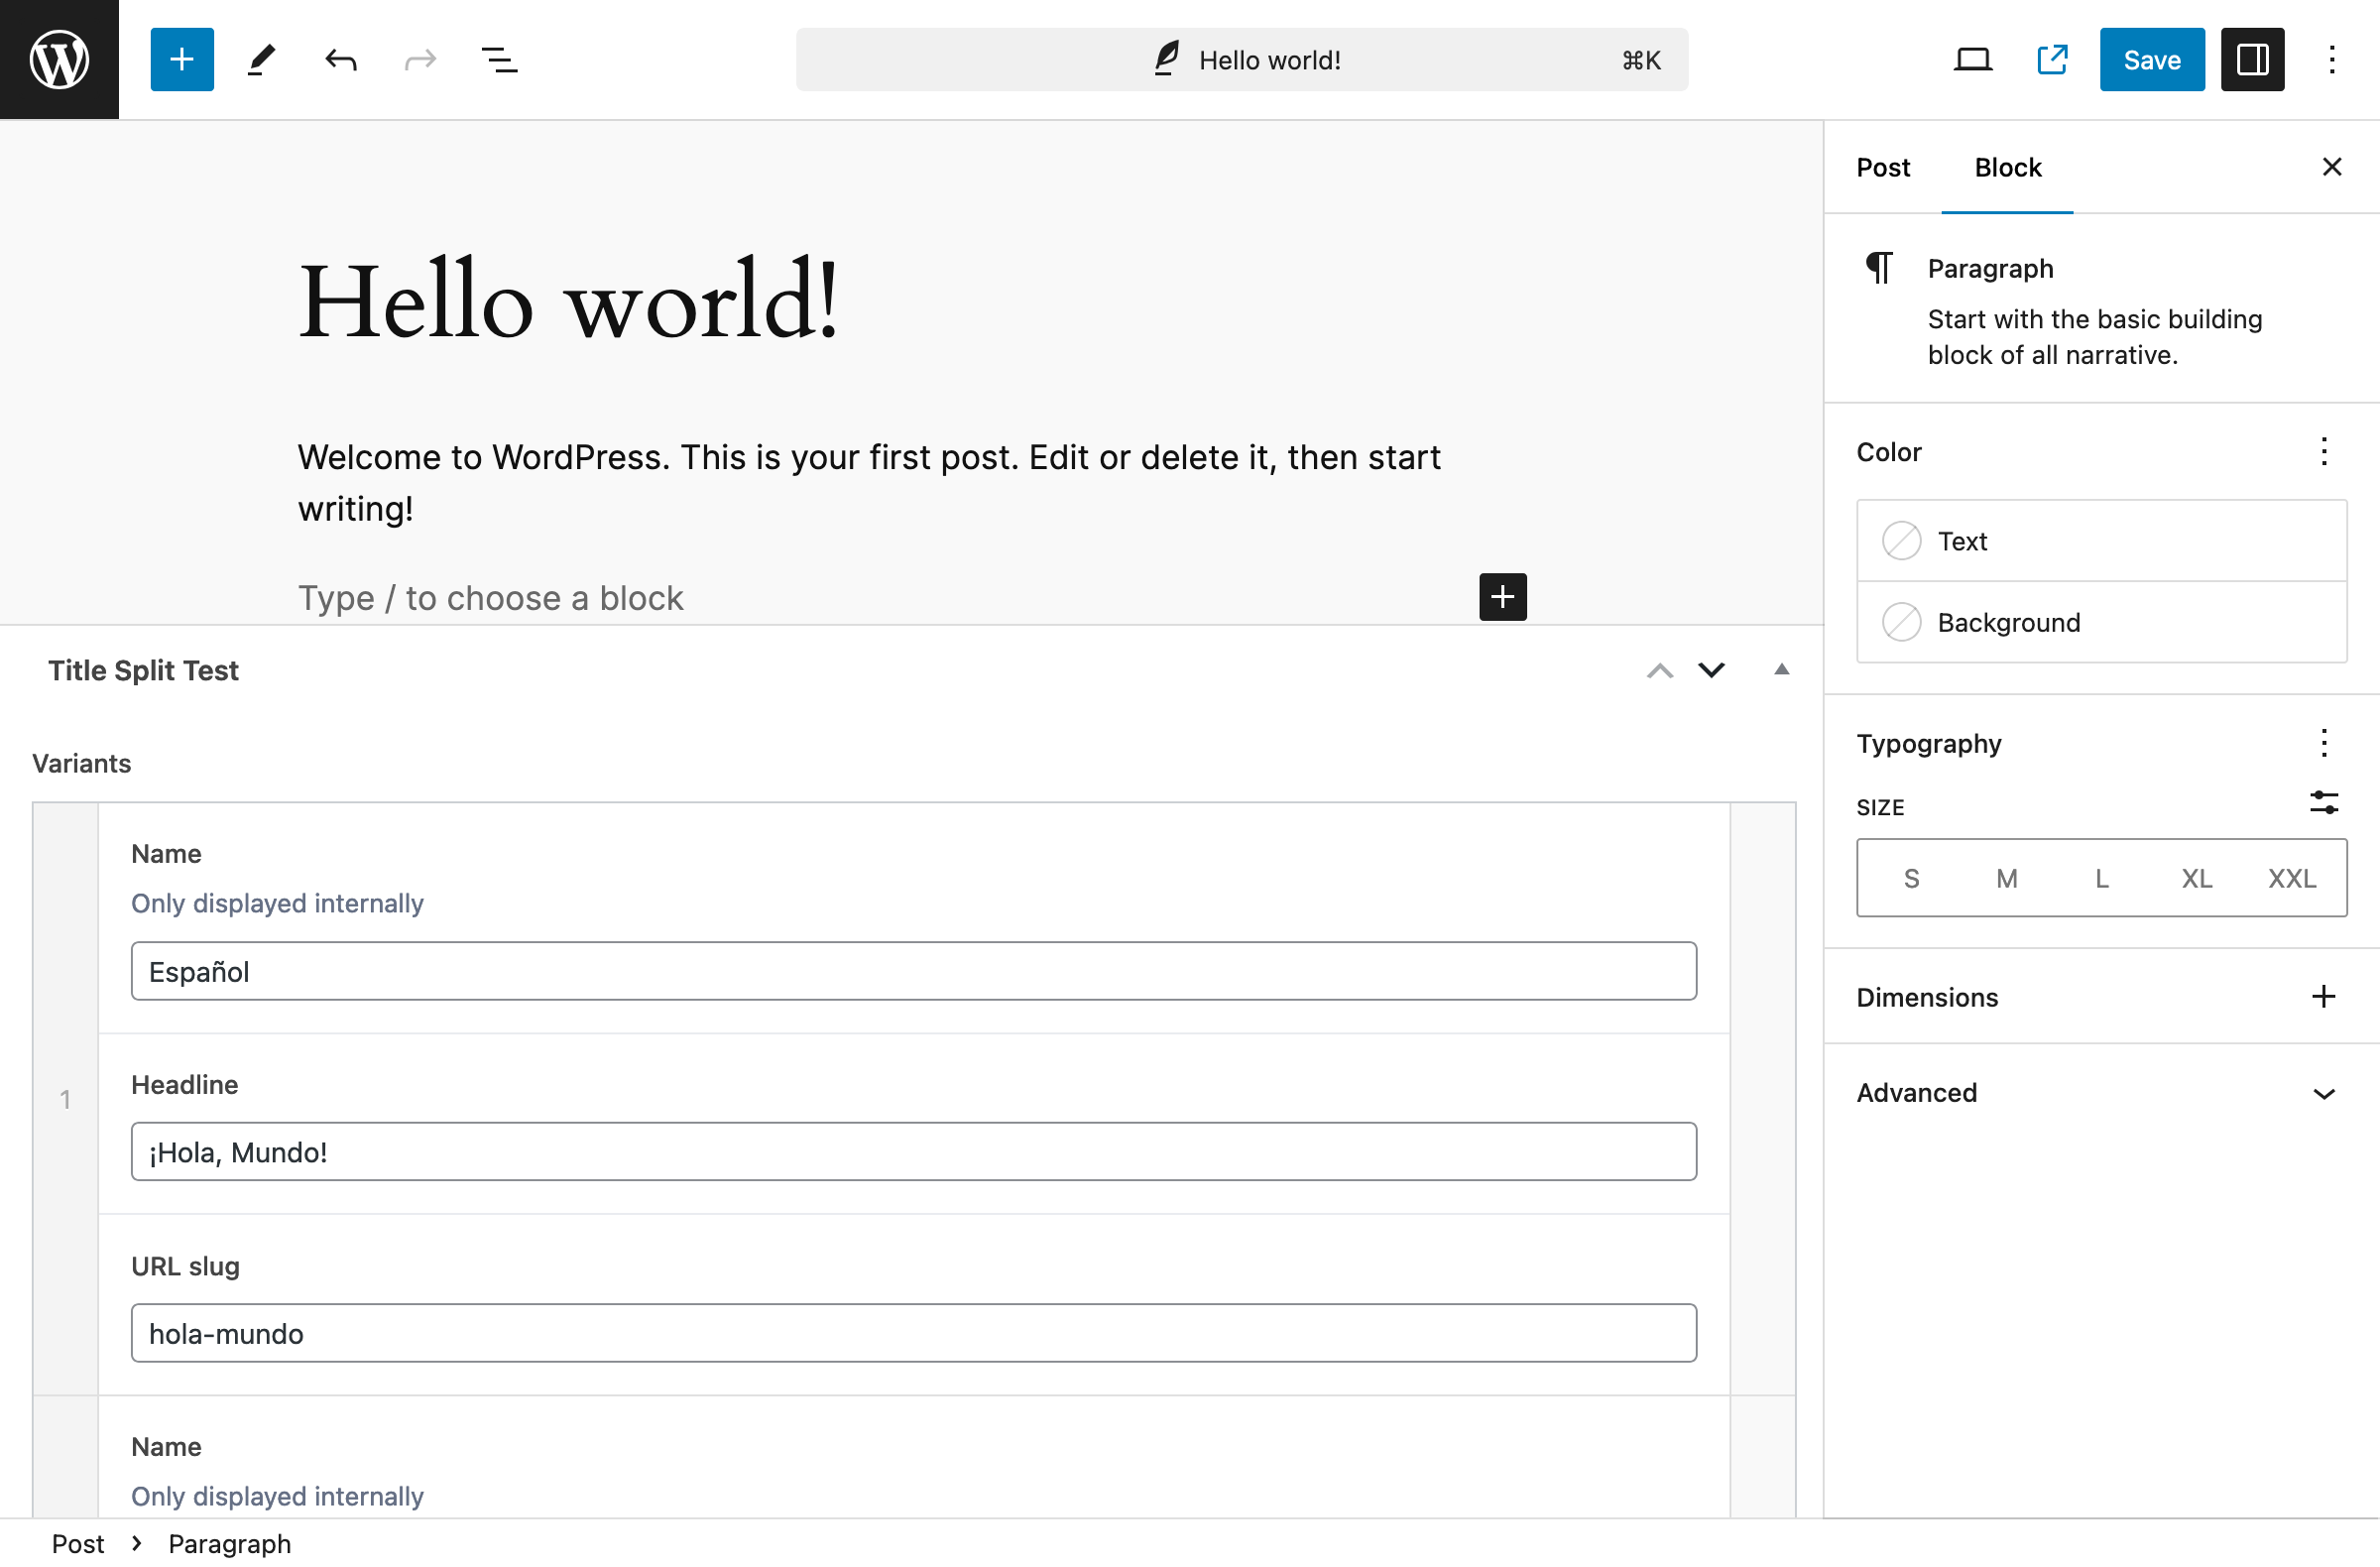 Hello world! ⌘K
Save
Hello world!
Welcome to WordPress. This is your first post. Edit or delete it, then start
writing!
Type / to choose a block
Title Split Test
Variants
1
Name
Only displayed internally
Español
Headline
¡Hola, Mundo!
URL slug
hola-mundo
Name
Only displayed internally
Post Block
Paragraph
Start with the basic building
block of all narrative.
Color
Text
Background
Typography
SIZE
S M L XL XXL
Dimensions
Advanced
Post › Paragraph